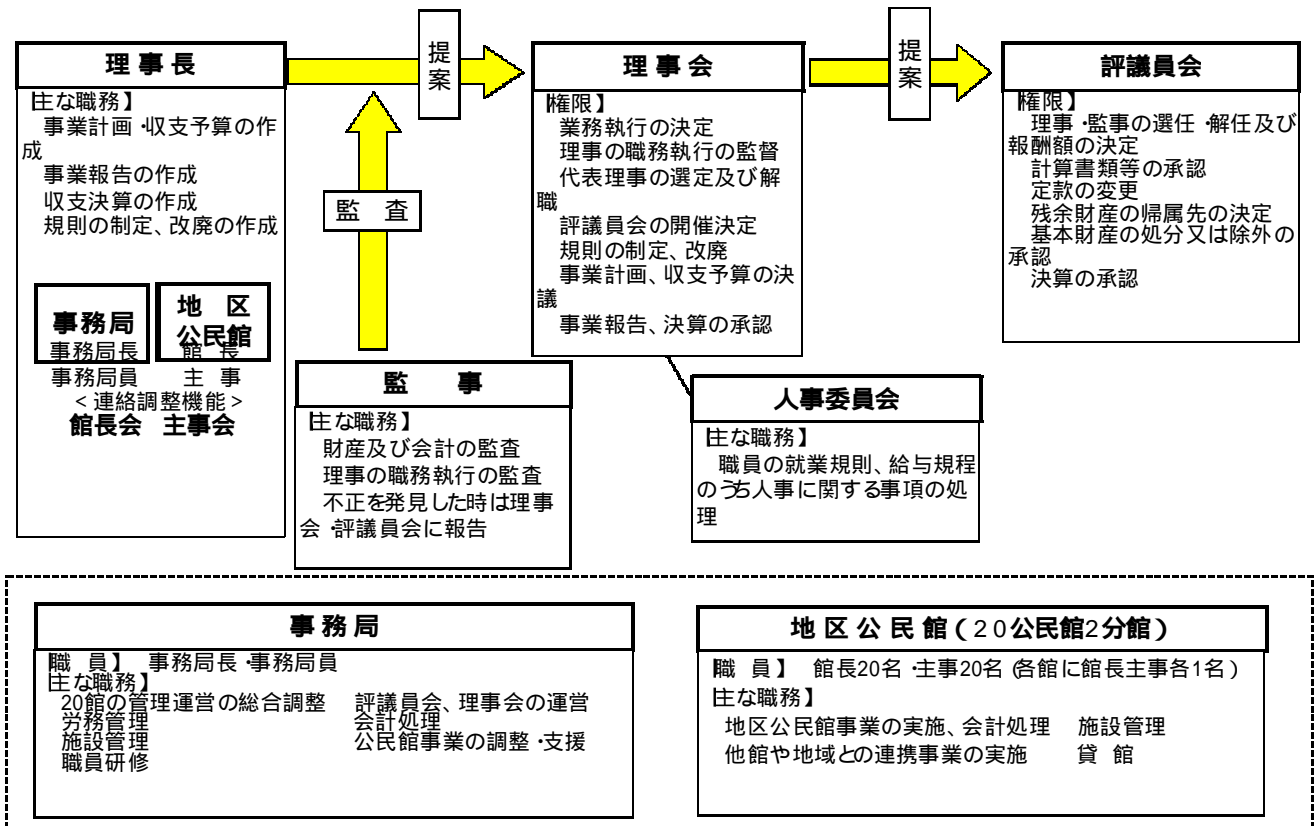 理 事 長
【主な職務】
事業計画・収支予算の作
成
事業報告の作成
収支決算の作成
規則の制定、改廃の作成
事務局
事務局長
事務局員
地 区
公民館
館 長
主 事
<連絡調整機能>
館長会 主事会
提
案
監 査
監 事
【主な職務】
財産及び会計の監査
理事の職務執行の監査
不正を発見した時は理事
会・評議員会に報告
理 事 会
【権限】
業務執行の決定
理事の職務執行の監督
代表理事の選定及び解
職
評議員会の開催決定
規則の制定、改廃
事業計画、収支予算の決
議
事業報告、決算の承認
人事委員会
【主な職務】
職員の就業規則、給与規程
のうち人事に関する事項の処
理
提
案
評議員会
【権限】
理事・監事の選任・解任及び
報酬額の決定
計算書類等の承認
定款の変更
残余財産の帰属先の決定
基本財産の処分又は除外の
承認
決算の承認
事 務 局
【職 員】 事務局長・事務局員
【主な職務】
20館の管理運営の総合調整 評議員会、理事会の運営
労務管理 会計処理
施設管理 公民館事業の調整・支援
職員研修
地 区 公 民 館(20公民館2分館)
【職 員】 館長20名・主事20名(各館に館長主事各1名)
【主な職務】
地区公民館事業の実施、会計処理 施設管理
他館や地域との連携事業の実施 貸 館